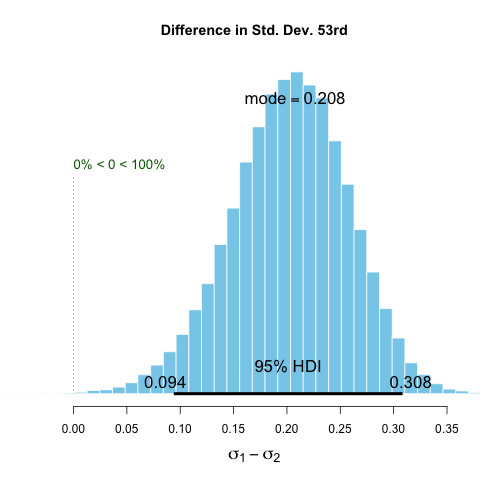 Difference in Std. Dev. 53rd
mode = 0.208
0% < 0 < 100%
95% HDI
0.094 0.308
0.00 0.05 0.10 0.15 0.20 0.25 0.30 0.35
σ₁ – σ₂